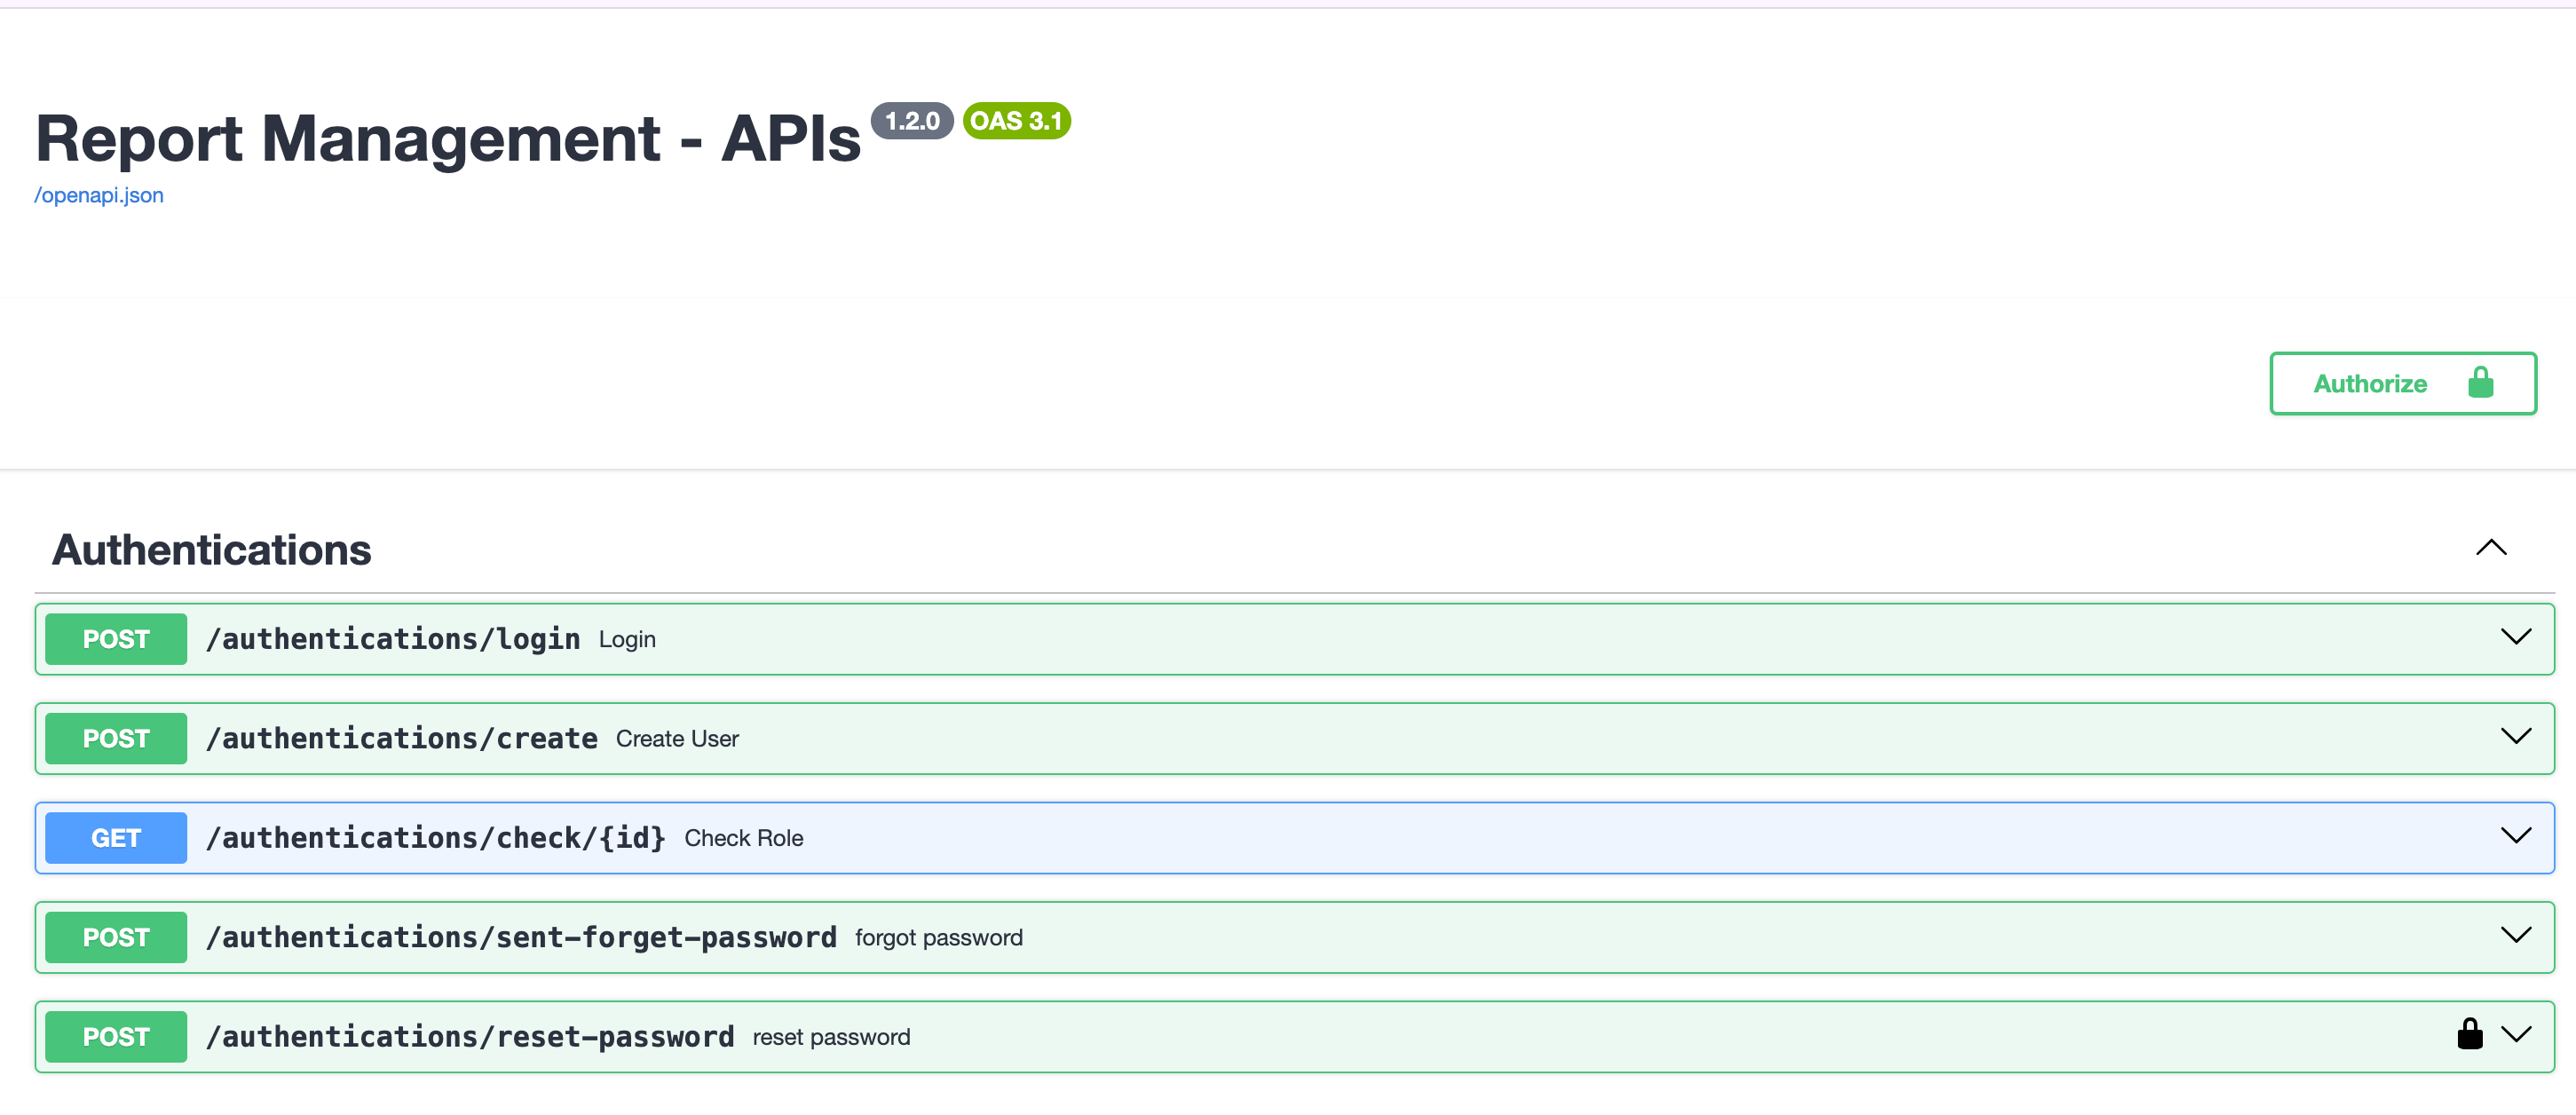 Report Management - APIs 1.2.0 OAS 3.1
/openapi.json
Authorize
Authentications
POST /authentications/login Login
POST /authentications/create Create User
GET /authentications/check/{id} Check Role
POST /authentications/sent-forget-password forgot password
POST /authentications/reset-password reset password